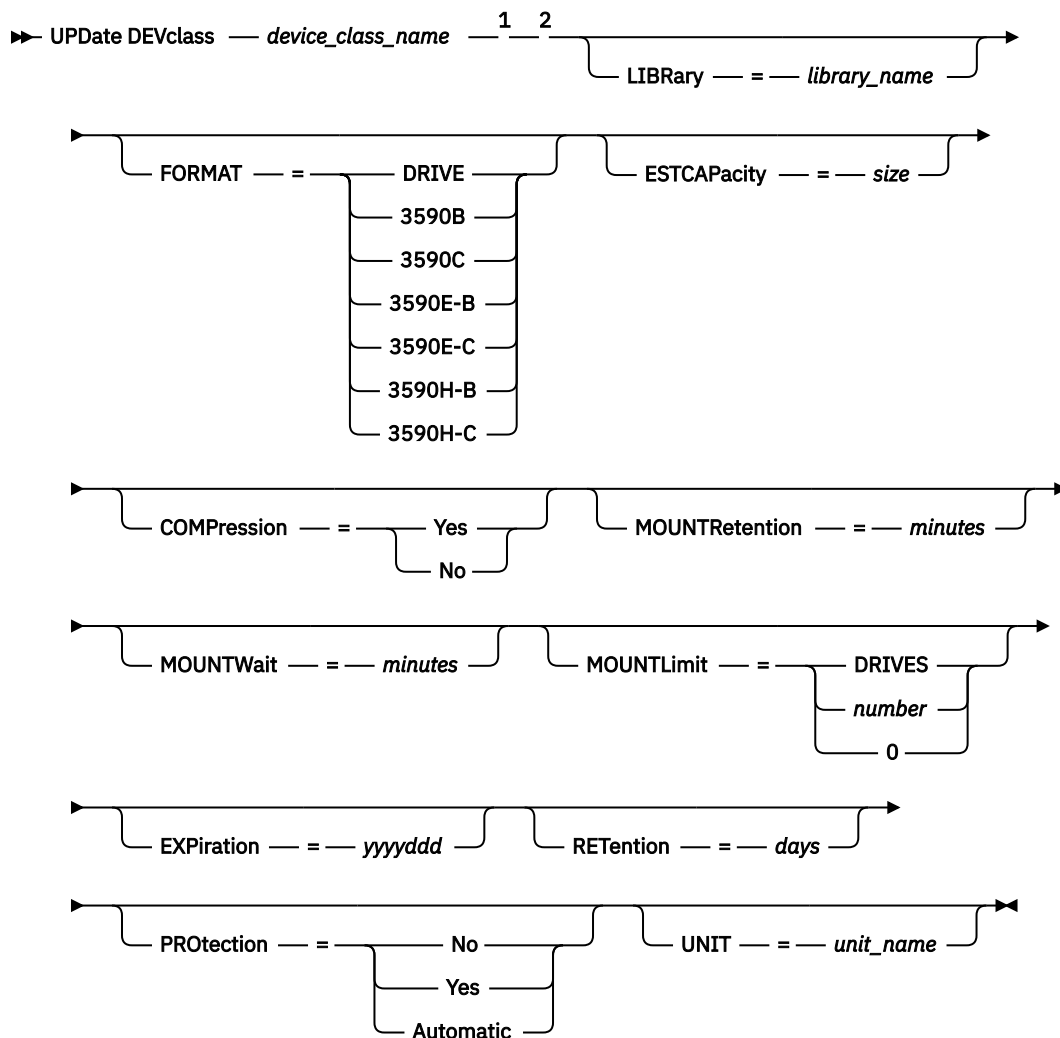 1 2
UPDate DEVclass device_class_name
LIBRary = library_name
FORMAT = DRIVE
3590B
3590C
3590E-B
3590E-C
3590H-B
3590H-C
ESTCAPacity = size
COMPression = Yes
No
MOUNTRetention = minutes
MOUNTWait = minutes
MOUNTLimit = DRIVES
number
0
EXPiration = yyyyddd
RETention = days
PROtection = No
Yes
Automatic
UNIT = unit_name